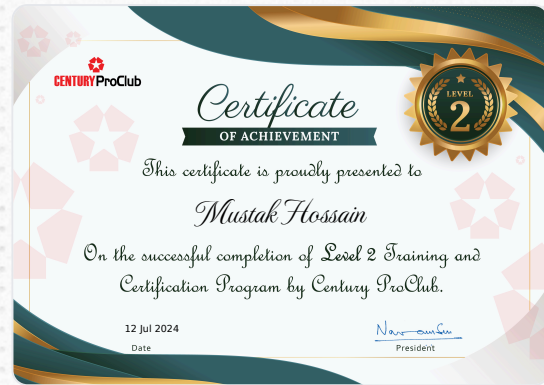 CENTURY ProClub
LEVEL
2
Certificate
OF ACHIEVEMENT
This certificate is proudly presented to
Mustak Hossain
On the successful completion of Level 2 Training and
Certification Program by Century ProClub.
12 Jul 2024
Date
President